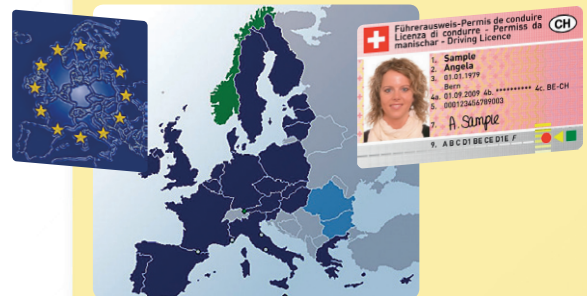 Führerausweis-Permis de conduire
Licenza di condurre - Permiss da
manischar - Driving Licence
CH
1. Sample
2. Angela
3. 01.01.1979
Bern
4a. 01.09.2009 4b. •••••••••• 4c. BE-CH
5. 000123456789003
7. A. Sample
9. A B C D1 BE CE D1E F